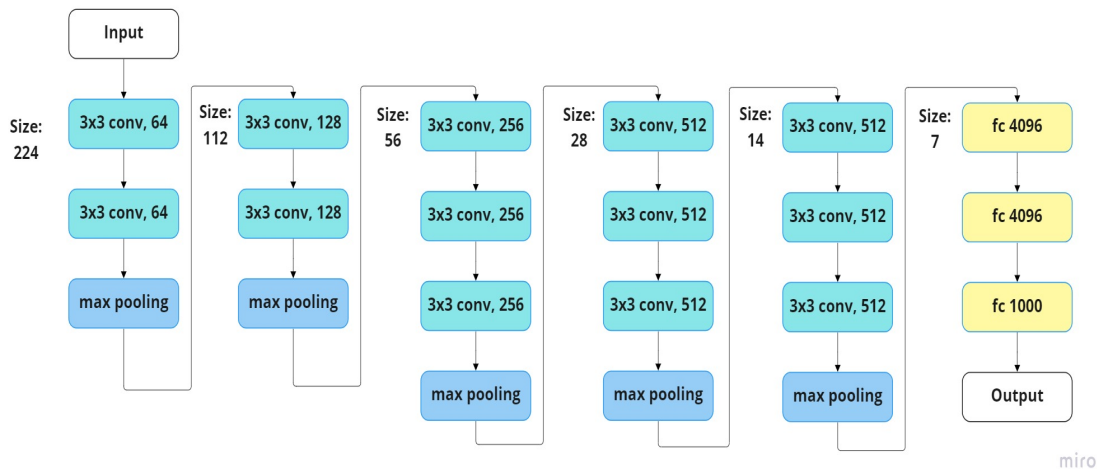 Input
Size:
224
3x3 conv, 64
3x3 conv, 64
max pooling
Size:
112
3x3 conv, 128
3x3 conv, 128
max pooling
Size:
56
3x3 conv, 256
3x3 conv, 256
3x3 conv, 256
max pooling
Size:
28
3x3 conv, 512
3x3 conv, 512
3x3 conv, 512
max pooling
Size:
14
3x3 conv, 512
3x3 conv, 512
3x3 conv, 512
max pooling
Size:
7
fc 4096
fc 4096
fc 1000
Output
miro